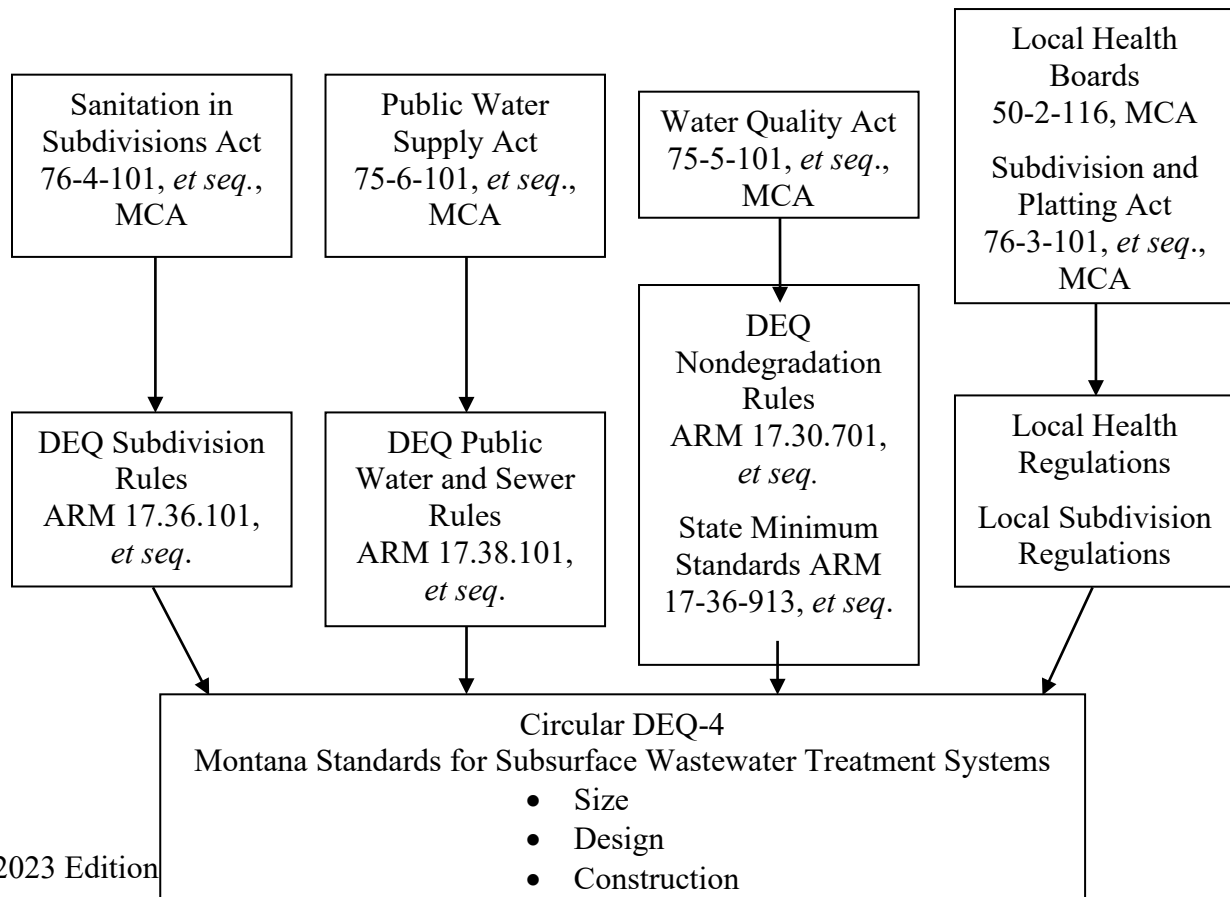 Sanitation in
Subdivisions Act
76-4-101, et seq.,
MCA
Public Water
Supply Act
75-6-101, et seq.,
MCA
Water Quality Act
75-5-101, et seq.,
MCA
Local Health
Boards
50-2-116, MCA
Subdivision and
Platting Act
76-3-101, et seq.,
MCA
DEQ Subdivision
Rules
ARM 17.36.101,
et seq.
DEQ Public
Water and Sewer
Rules
ARM 17.38.101,
et seq.
DEQ
Nondegradation
Rules
ARM 17.30.701,
et seq.
State Minimum
Standards ARM
17-36-913, et seq.
Local Health
Regulations
Local Subdivision
Regulations
Circular DEQ-4
Montana Standards for Subsurface Wastewater Treatment Systems
• Size
• Design
• Construction
2023 Edition